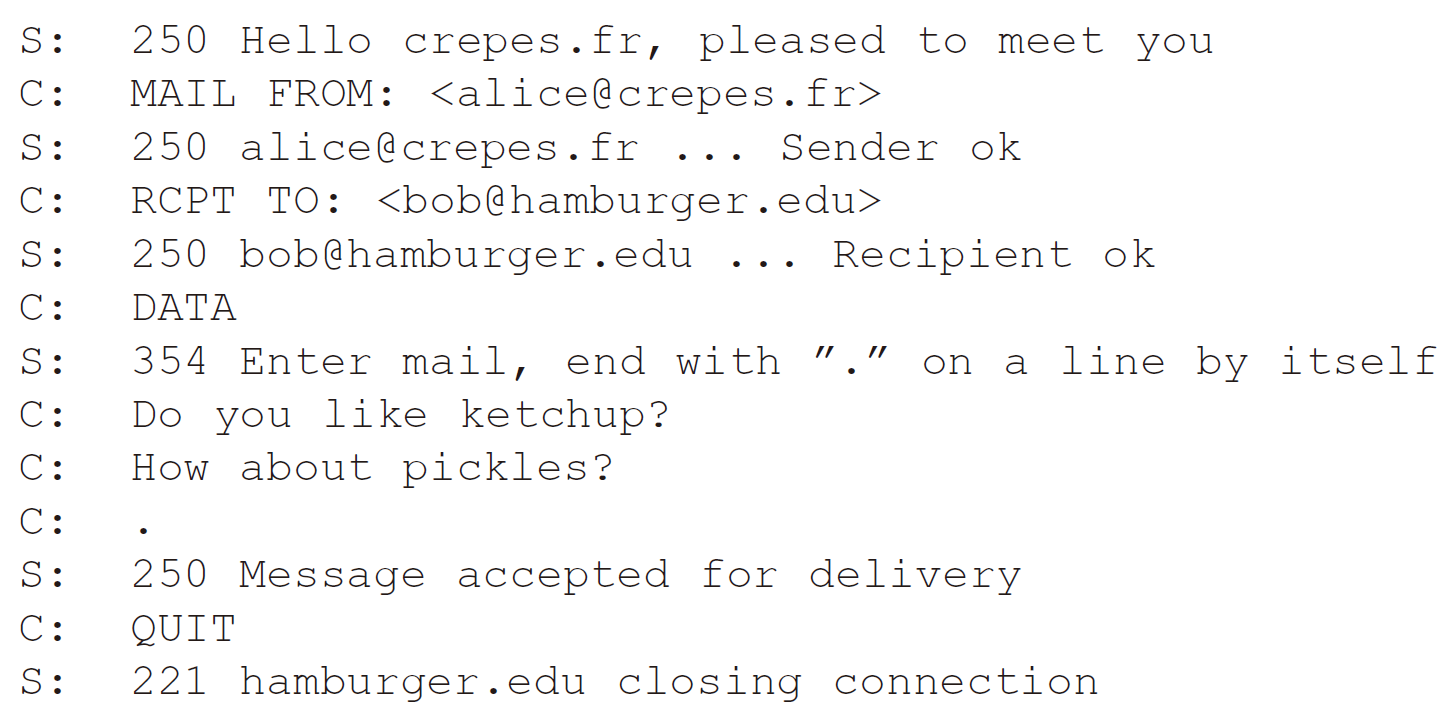 S: 250 Hello crepes.fr, pleased to meet you
C: MAIL FROM: <alice@crepes.fr>
S: 250 alice@crepes.fr ... Sender ok
C: RCPT TO: <bob@hamburger.edu>
S: 250 bob@hamburger.edu ... Recipient ok
C: DATA
S: 354 Enter mail, end with ”.” on a line by itself
C: Do you like ketchup?
C: How about pickles?
C: .
S: 250 Message accepted for delivery
C: QUIT
S: 221 hamburger.edu closing connection